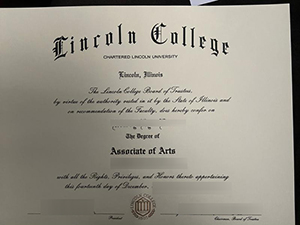 Lincoln College
CHARTERED LINCOLN UNIVERSITY
Lincoln, Illinois
The Lincoln College Board of Trustees,
by virtue of the authority vested in it by the State of Illinois and
on recommendation of the Faculty, does hereby confer on
The Degree of
Associate of Arts
with all the Rights, Privileges, and Honors thereto appertaining
this fourteenth day of December,
President
Chairman, Board of Trustees